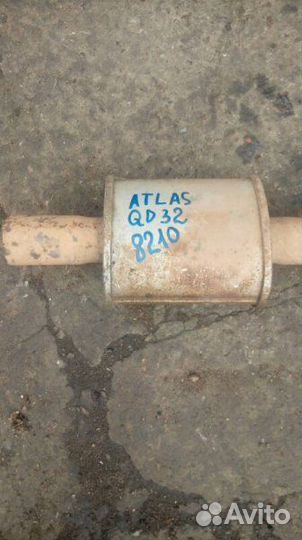 ATLAS
QD32
8210
Avito